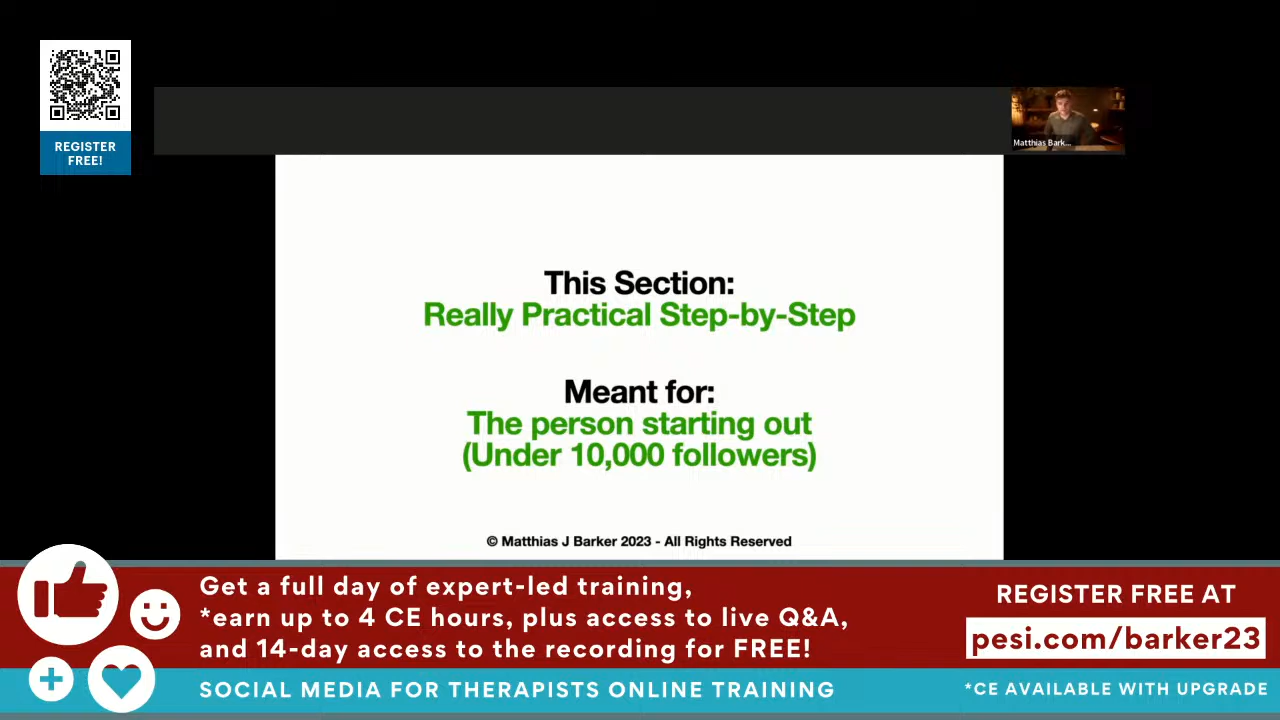 REGISTER
FREE!
Matthias Bark...
This Section:
Really Practical Step-by-Step
Meant for:
The person starting out
(Under 10,000 followers)
© Matthias J Barker 2023 - All Rights Reserved
Get a full day of expert-led training,
*earn up to 4 CE hours, plus access to live Q&A,
and 14-day access to the recording for FREE!
REGISTER FREE AT
pesi.com/barker23
SOCIAL MEDIA FOR THERAPISTS ONLINE TRAINING
*CE AVAILABLE WITH UPGRADE